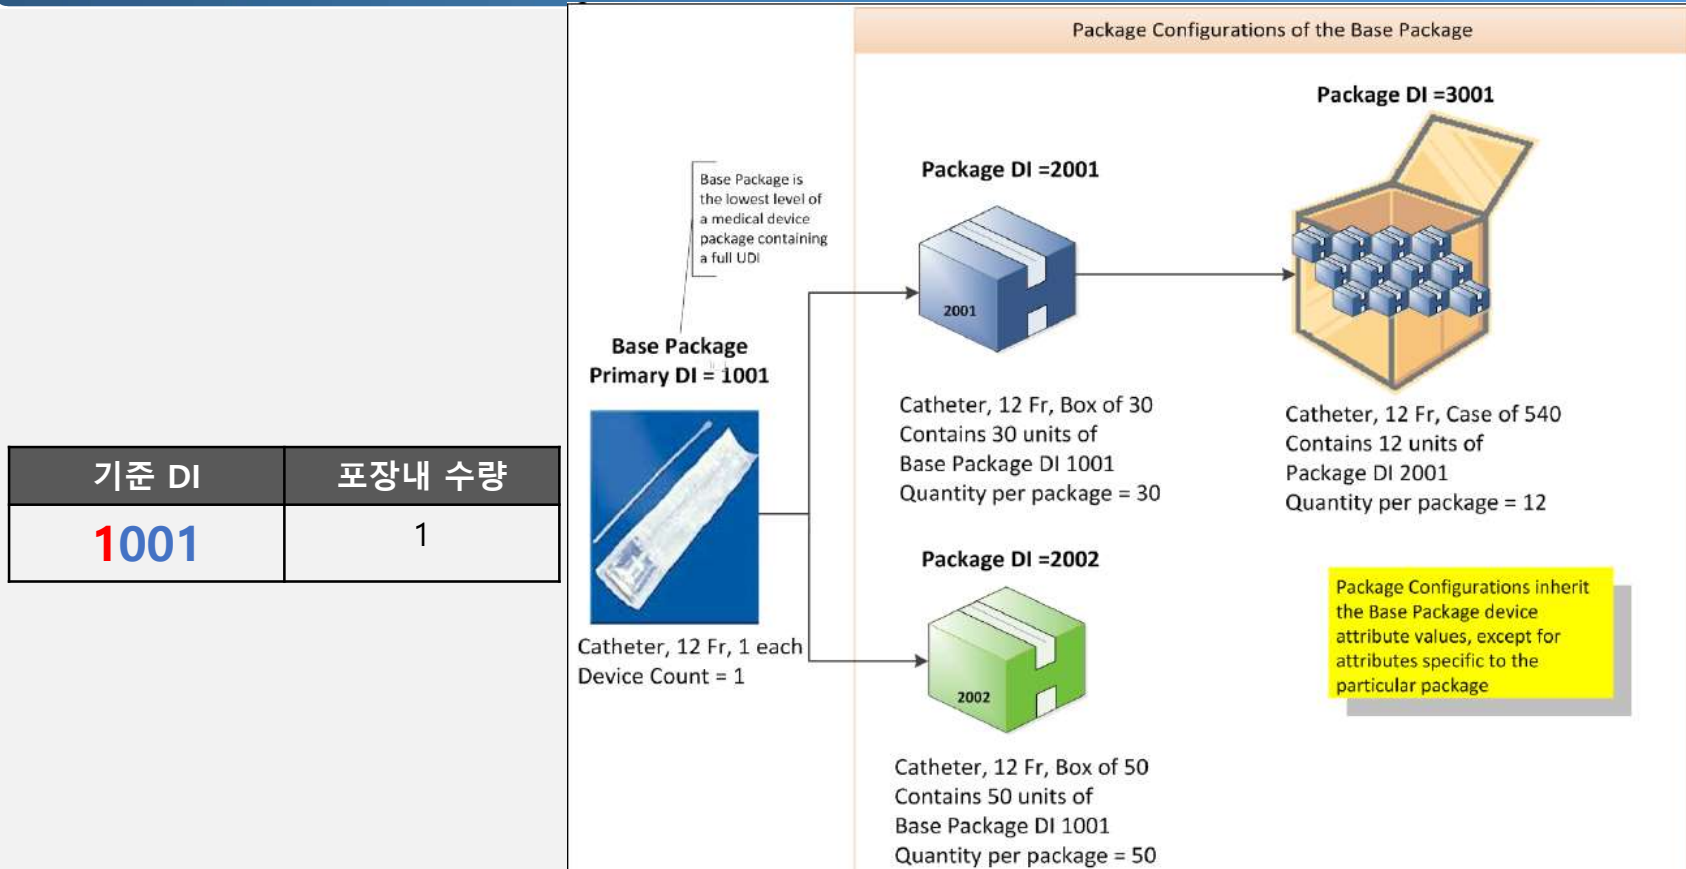 Package Configurations of the Base Package
Package DI =3001
Package DI =2001
Base Package is
the lowest level of
a medical device
package containing
a full UDI
2001
Base Package
Primary DI = 1001
Catheter, 12 Fr, Box of 30
Contains 30 units of
Base Package DI 1001
Quantity per package = 30
Catheter, 12 Fr, Case of 540
Contains 12 units of
Package DI 2001
Quantity per package = 12
기준 DI 포장내 수량
1001 1
Package DI =2002
Package Configurations inherit
the Base Package device
attribute values, except for
attributes specific to the
particular package
Catheter, 12 Fr, 1 each
Device Count = 1
2002
Catheter, 12 Fr, Box of 50
Contains 50 units of
Base Package DI 1001
Quantity per package = 50